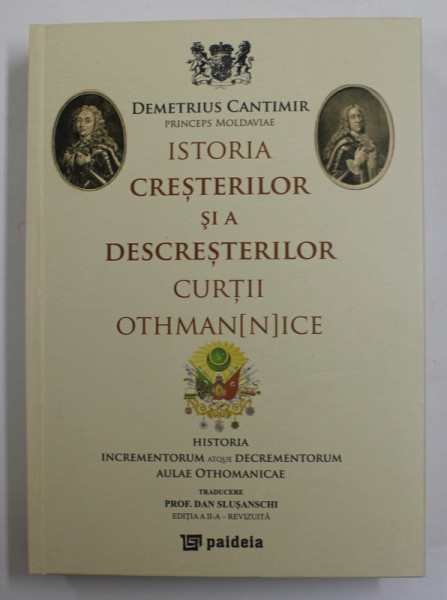 DEMETRIUS CANTIMIR
PRINCEPS MOLDAVIAE
ISTORIA
CREȘTERILOR
ȘI A
DESCREȘTERILOR
CURȚII
OTHMAN[N]ICE
HISTORIA
INCREMENTORUM ATQUE DECREMENTORUM
AULAE OTHOMANICAE
TRADUCERE
PROF. DAN SLUȘANSCHI
EDIȚIA A II-A – REVIZUITĂ
paideia